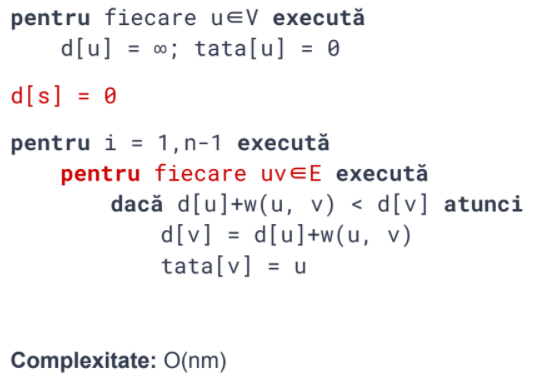 pentru fiecare u∈V execută
d[u] = ∞; tata[u] = 0
d[s] = 0
pentru i = 1,n-1 execută
pentru fiecare uv∈E execută
dacă d[u]+w(u, v) < d[v] atunci
d[v] = d[u]+w(u, v)
tata[v] = u
Complexitate: O(nm)